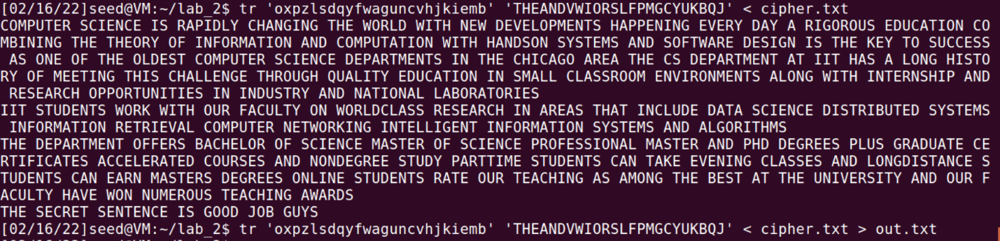 [02/16/22]seed@VM:~/lab_2$ tr 'oxpzlsdqyfwaguncvhjkiemb' 'THEANDVWIORSLFPMGCYUKBQJ' < cipher.txt
COMPUTER SCIENCE IS RAPIDLY CHANGING THE WORLD WITH NEW DEVELOPMENTS HAPPENING EVERY DAY A RIGOROUS EDUCATION CO
MBINING THE THEORY OF INFORMATION AND COMPUTATION WITH HANDSON SYSTEMS AND SOFTWARE DESIGN IS THE KEY TO SUCCESS
 AS ONE OF THE OLDEST COMPUTER SCIENCE DEPARTMENTS IN THE CHICAGO AREA THE CS DEPARTMENT AT IIT HAS A LONG HISTO
RY OF MEETING THIS CHALLENGE THROUGH QUALITY EDUCATION IN SMALL CLASSROOM ENVIRONMENTS ALONG WITH INTERNSHIP AND
 RESEARCH OPPORTUNITIES IN INDUSTRY AND NATIONAL LABORATORIES
IIT STUDENTS WORK WITH OUR FACULTY ON WORLDCLASS RESEARCH IN AREAS THAT INCLUDE DATA SCIENCE DISTRIBUTED SYSTEMS
 INFORMATION RETRIEVAL COMPUTER NETWORKING INTELLIGENT INFORMATION SYSTEMS AND ALGORITHMS
THE DEPARTMENT OFFERS BACHELOR OF SCIENCE MASTER OF SCIENCE PROFESSIONAL MASTER AND PHD DEGREES PLUS GRADUATE CE
RTIFICATES ACCELERATED COURSES AND NONDEGREE STUDY PARTTIME STUDENTS CAN TAKE EVENING CLASSES AND LONGDISTANCE S
TUDENTS CAN EARN MASTERS DEGREES ONLINE STUDENTS RATE OUR TEACHING AS AMONG THE BEST AT THE UNIVERSITY AND OUR F
ACULTY HAVE WON NUMEROUS TEACHING AWARDS
THE SECRET SENTENCE IS GOOD JOB GUYS
[02/16/22]seed@VM:~/lab_2$ tr 'oxpzlsdqyfwaguncvhjkiemb' 'THEANDVWIORSLFPMGCYUKBQJ' < cipher.txt > out.txt